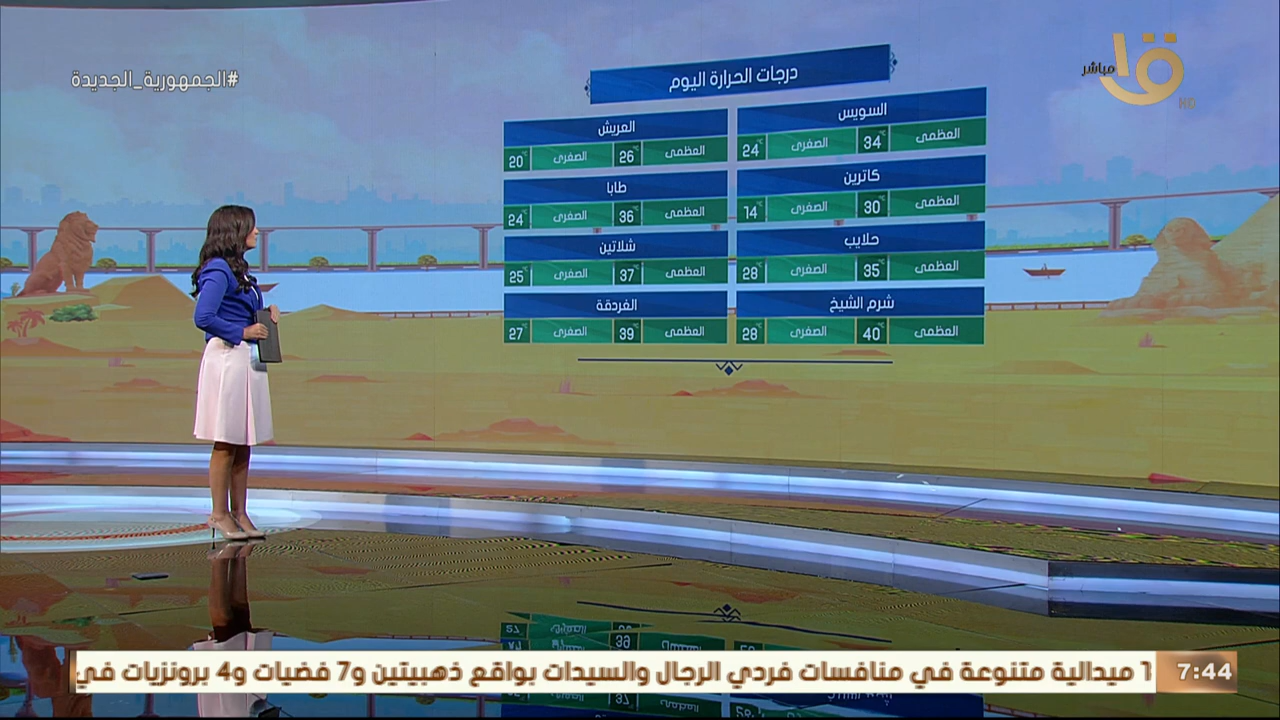 #الجمهورية_الجديدة
مباشر
HD
درجات الحرارة اليوم
السويس
العظمى 34°C الصغرى 24°C
كاترين
العظمى 30°C الصغرى 14°C
حلايب
العظمى 35°C الصغرى 28°C
شرم الشيخ
العظمى 40°C الصغرى 28°C
العريش
العظمى 26°C الصغرى 20°C
طابا
العظمى 36°C الصغرى 24°C
شلاتين
العظمى 37°C الصغرى 25°C
الغردقة
العظمى 39°C الصغرى 27°C
ميدالية متنوعة في منافسات فردي الرجال والسيدات بواقع ذهبيتين و7 فضيات و4 برونزيات في
7:44